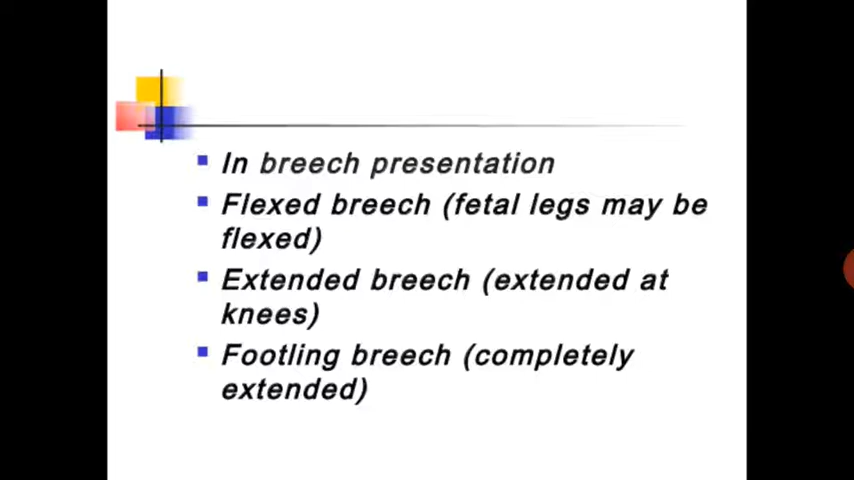 In breech presentation
Flexed breech (fetal legs may be
flexed)
Extended breech (extended at
knees)
Footling breech (completely
extended)